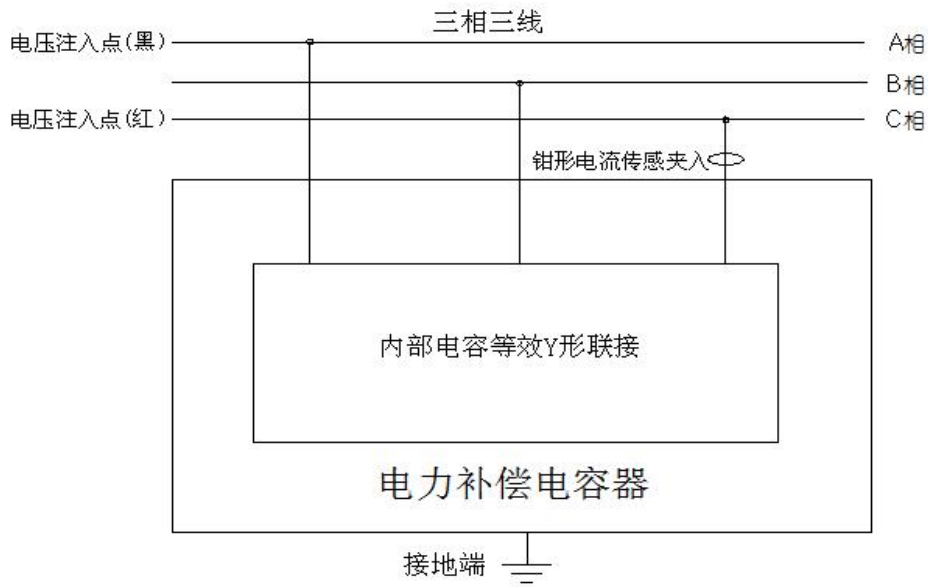 三相三线
电压注入点(黑)
A相
B相
电压注入点(红)
C相
钳形电流传感夹入
内部电容等效Y形联接
电力补偿电容器
接地端